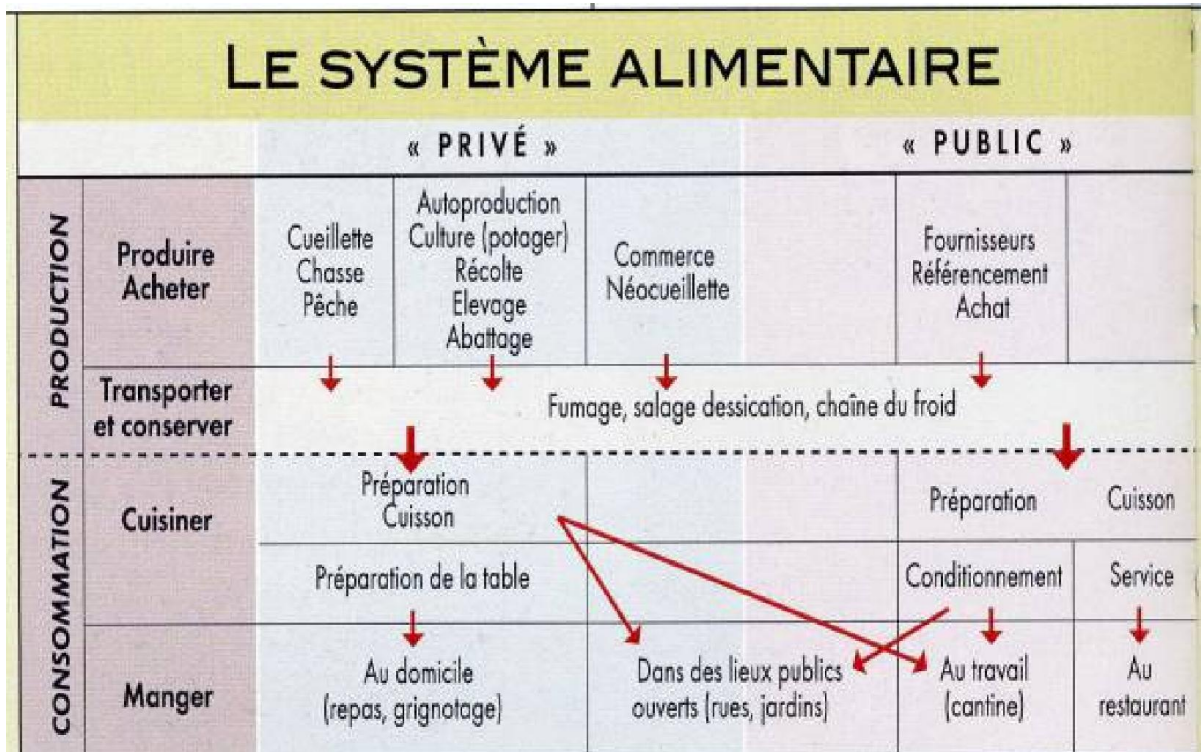 LE SYSTÈME ALIMENTAIRE
« PRIVÉ »
« PUBLIC »
PRODUCTION
Produire
Acheter
Cueillette
Chasse
Pêche
Autoproduction
Culture (potager)
Récolte
Elevage
Abattage
Commerce
Néocueillette
Fournisseurs
Référencement
Achat
Transporter
et conserver
Fumage, salage dessication, chaîne du froid
CONSOMMATION
Cuisiner
Préparation
Cuisson
Préparation
Cuisson
Préparation de la table
Conditionnement
Service
Manger
Au domicile
(repas, grignotage)
Dans des lieux publics
ouverts (rues, jardins)
Au travail
(cantine)
Au
restaurant